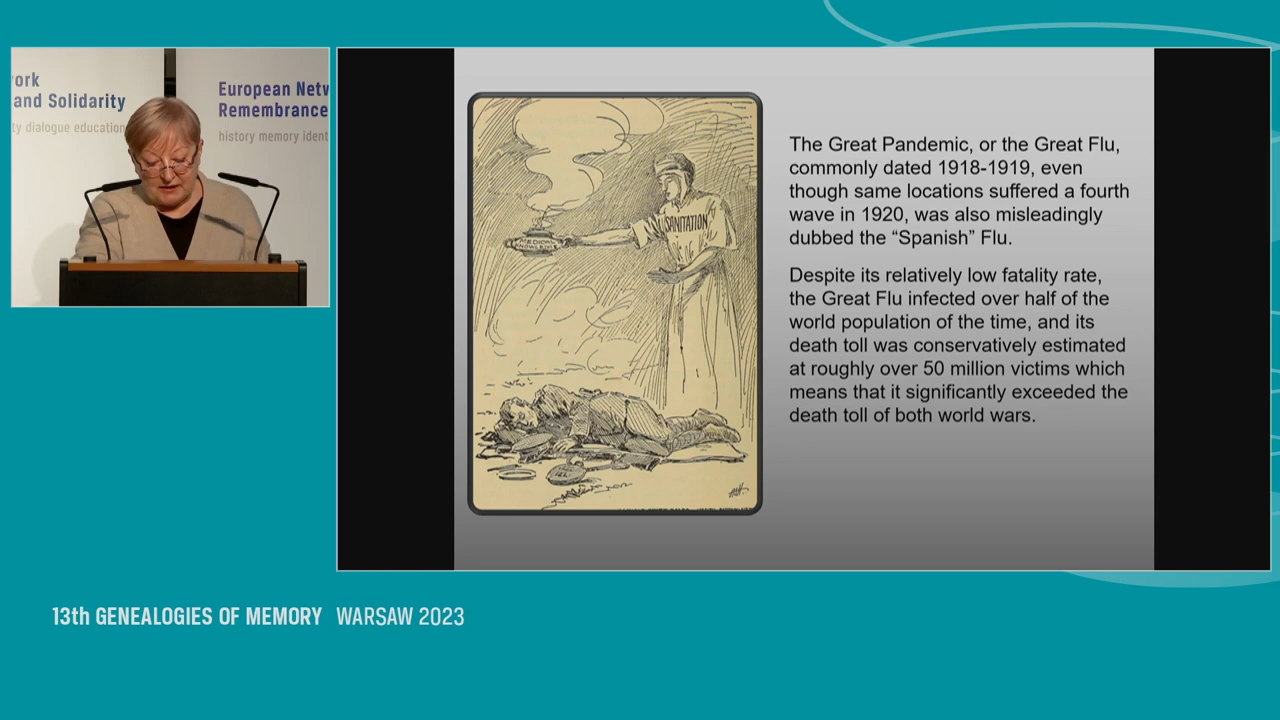 ork
and Solidarity
ty dialogue education
European Netw
Remembrance
history memory ident
SANITATION
MEDICAL
KNOWLEDGE
The Great Pandemic, or the Great Flu,
commonly dated 1918-1919, even
though same locations suffered a fourth
wave in 1920, was also misleadingly
dubbed the “Spanish” Flu.
Despite its relatively low fatality rate,
the Great Flu infected over half of the
world population of the time, and its
death toll was conservatively estimated
at roughly over 50 million victims which
means that it significantly exceeded the
death toll of both world wars.
13th GENEALOGIES OF MEMORY WARSAW 2023